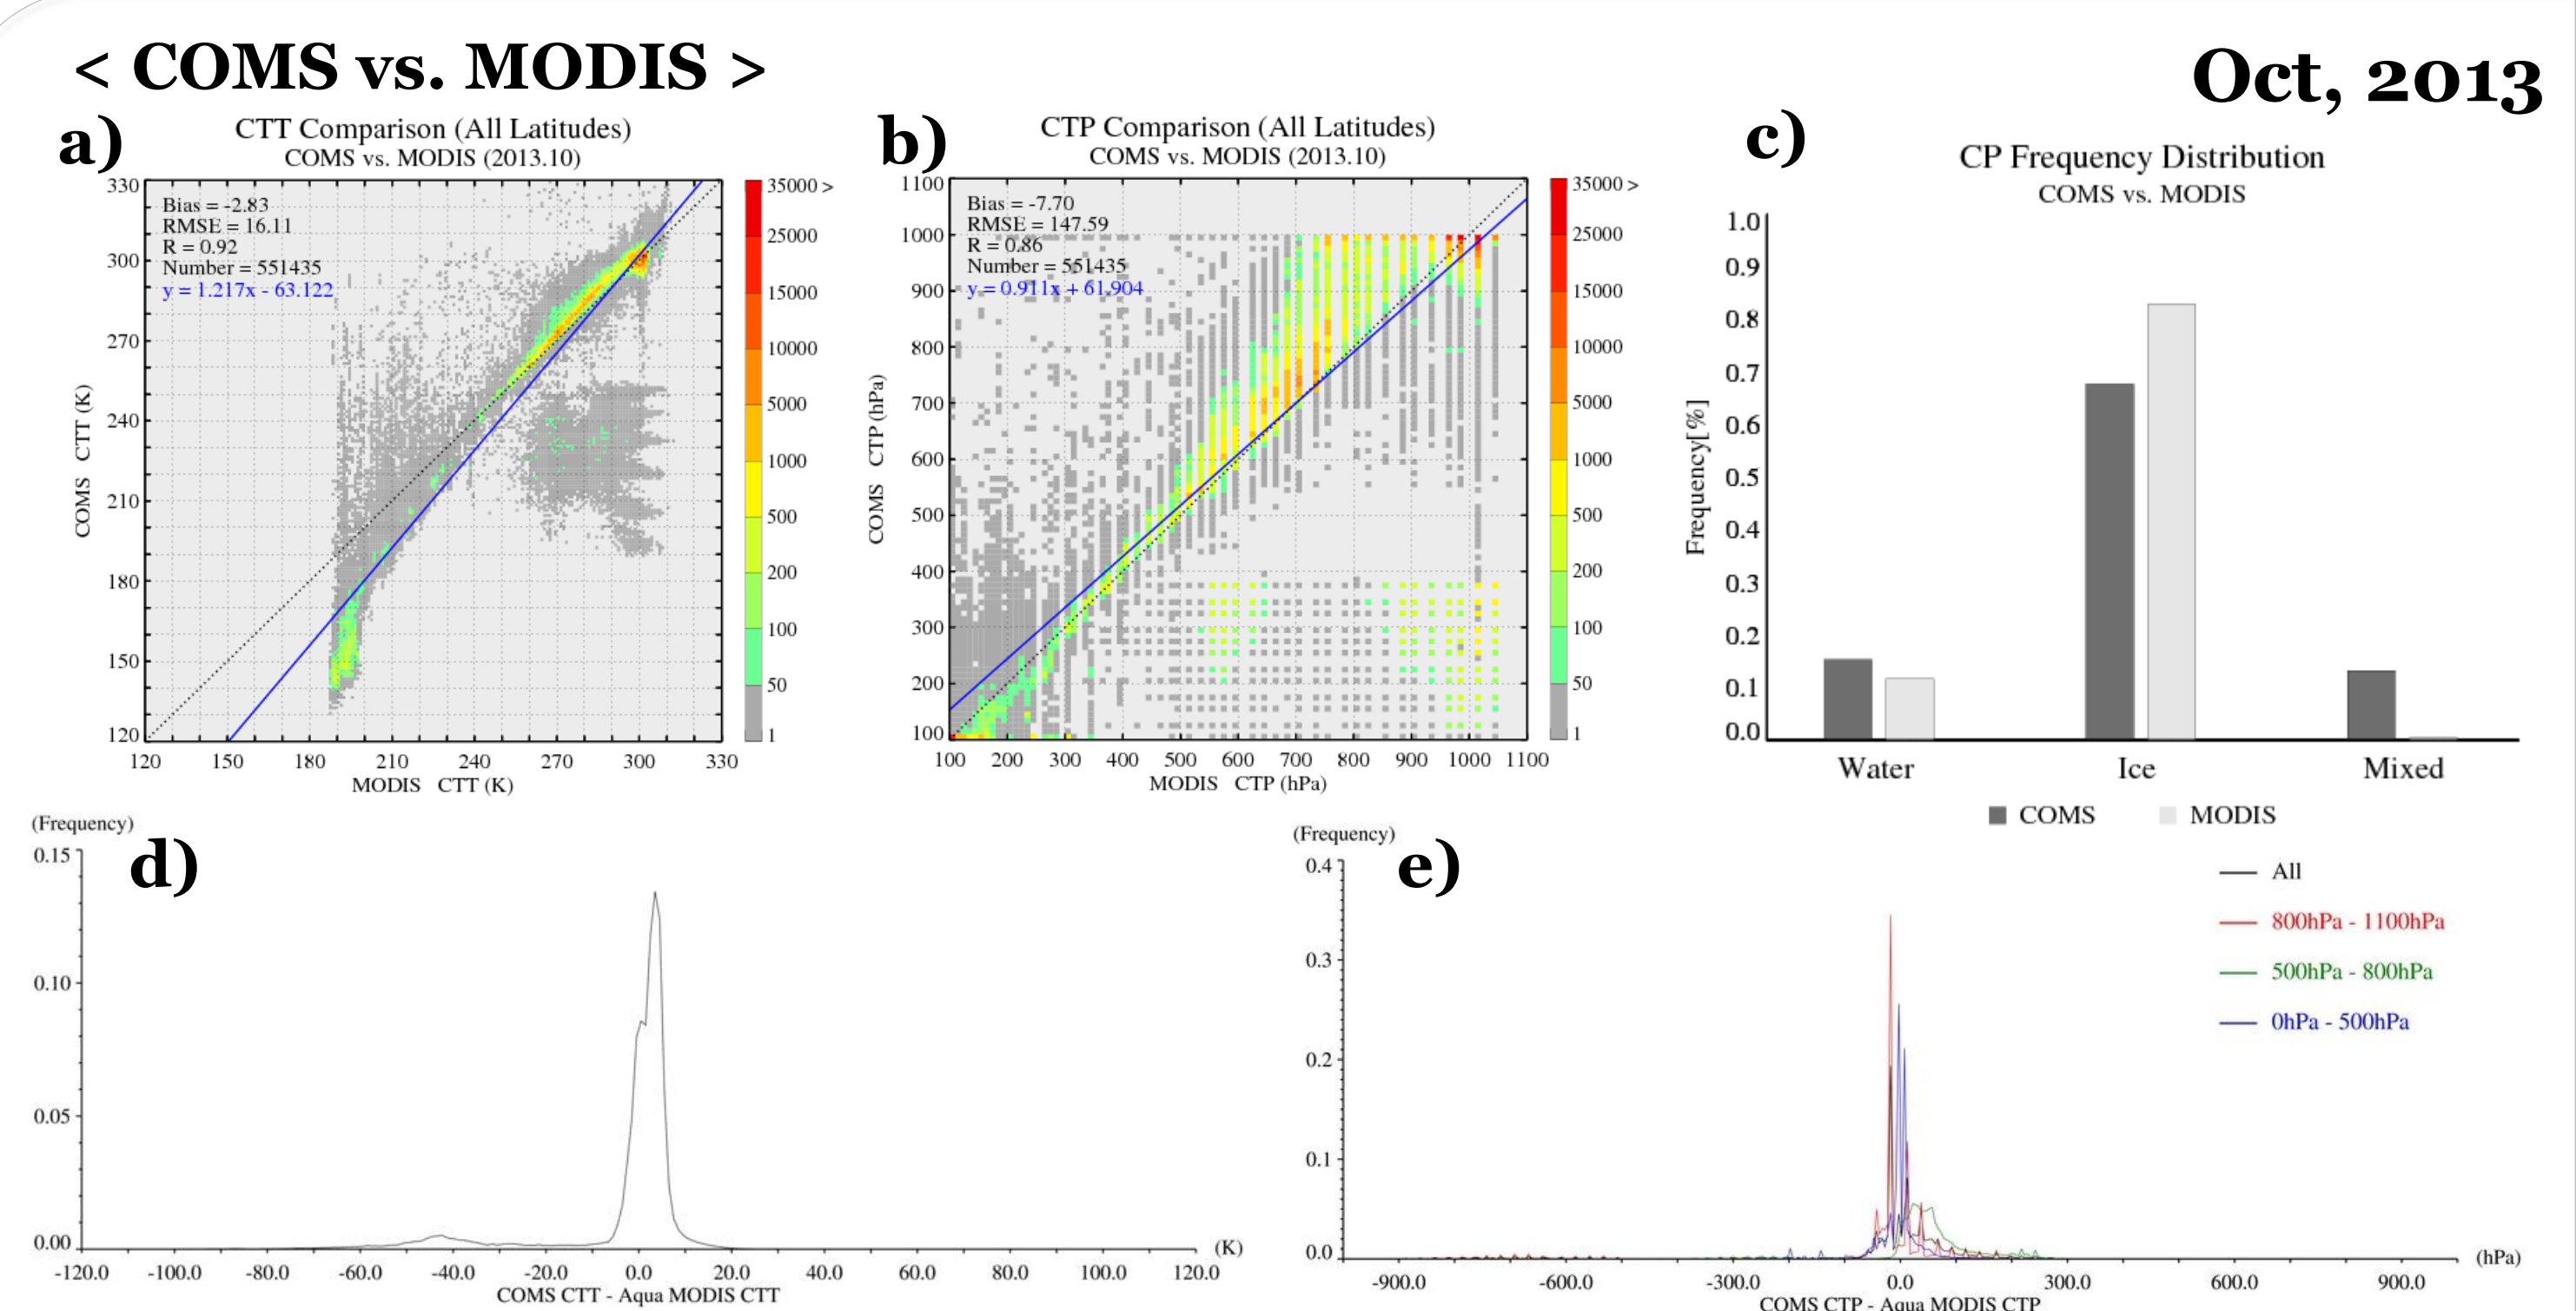 < COMS vs. MODIS >
Oct, 2013
a)
CTT Comparison (All Latitudes)
COMS vs. MODIS (2013.10)
Bias = -2.83
RMSE = 16.11
R = 0.92
Number = 551435
y = 1.217x - 63.122
330
300
270
240
210
180
150
120
COMS CTT (K)
120 150 180 210 240 270 300 330
MODIS CTT (K)
35000 >
25000
15000
10000
5000
1000
500
200
100
50
1
b)
CTP Comparison (All Latitudes)
COMS vs. MODIS (2013.10)
Bias = -7.70
RMSE = 147.59
R = 0.86
Number = 551435
y = 0.911x + 61.904
1100
1000
900
800
700
600
500
400
300
200
100
COMS CTP (hPa)
100 200 300 400 500 600 700 800 900 1000 1100
MODIS CTP (hPa)
35000 >
25000
15000
10000
5000
1000
500
200
100
50
1
c)
CP Frequency Distribution
COMS vs. MODIS
1.0
0.9
0.8
0.7
0.6
0.5
0.4
0.3
0.2
0.1
0.0
Frequency[%]
Water Ice Mixed
COMS MODIS
d)
(Frequency)
0.15
0.10
0.05
0.00
-120.0 -100.0 -80.0 -60.0 -40.0 -20.0 0.0 20.0 40.0 60.0 80.0 100.0 120.0
(K)
COMS CTT - Aqua MODIS CTT
e)
(Frequency)
0.4
0.3
0.2
0.1
0.0
All
800hPa - 1100hPa
500hPa - 800hPa
0hPa - 500hPa
-900.0 -600.0 -300.0 0.0 300.0 600.0 900.0
(hPa)
COMS CTP - Aqua MODIS CTP